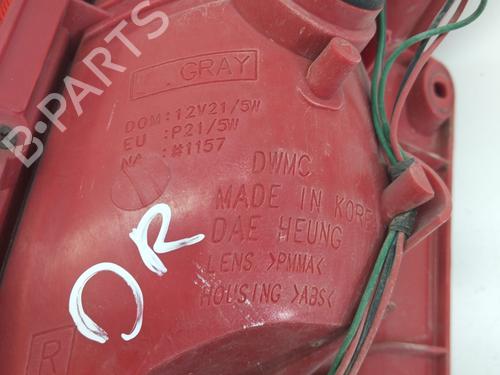 GRAY
DOM:12V21/5W
EU :P21/5W
NA :#1157
DWMC
MADE IN KORE
DAE HEUNG
LENS >PMMA<
HOUSING >ABS<
OR
R
B-PARTS